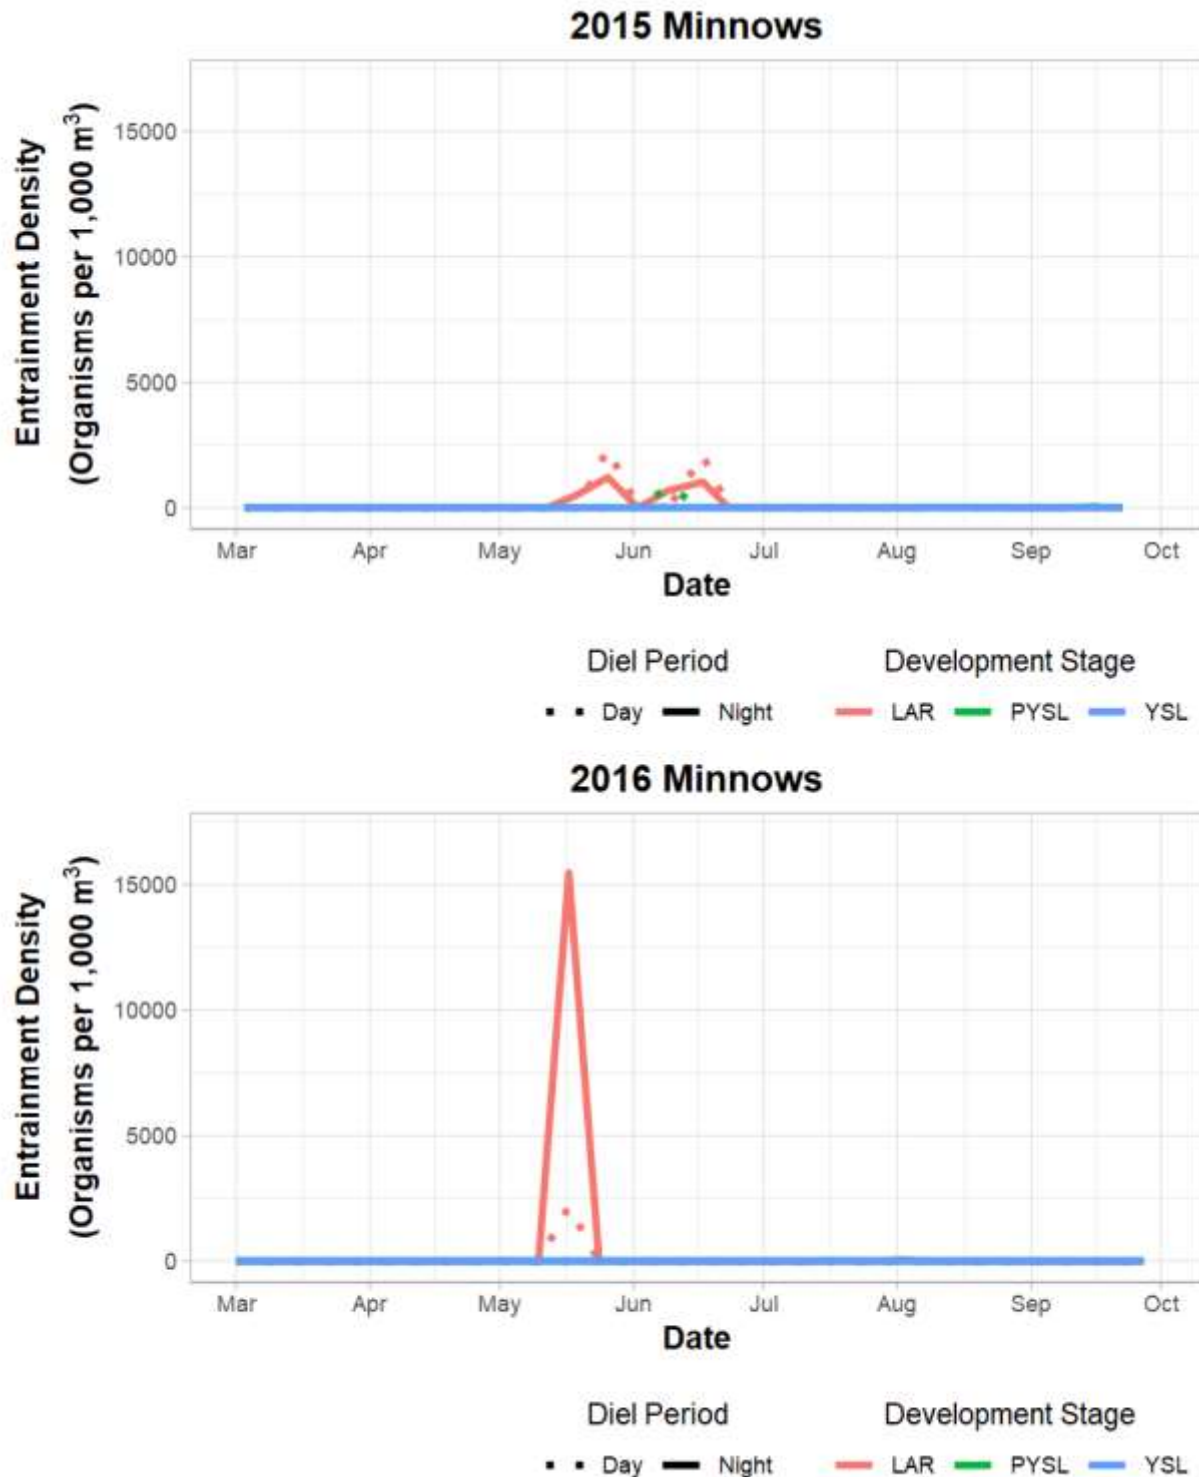 2015 Minnows
Entrainment Density
(Organisms per 1,000 m³)
15000
10000
5000
0
Mar Apr May Jun Jul Aug Sep Oct
Date
Diel Period Development Stage
Day Night LAR PYSL YSL
2016 Minnows
Entrainment Density
(Organisms per 1,000 m³)
15000
10000
5000
0
Mar Apr May Jun Jul Aug Sep Oct
Date
Diel Period Development Stage
Day Night LAR PYSL YSL